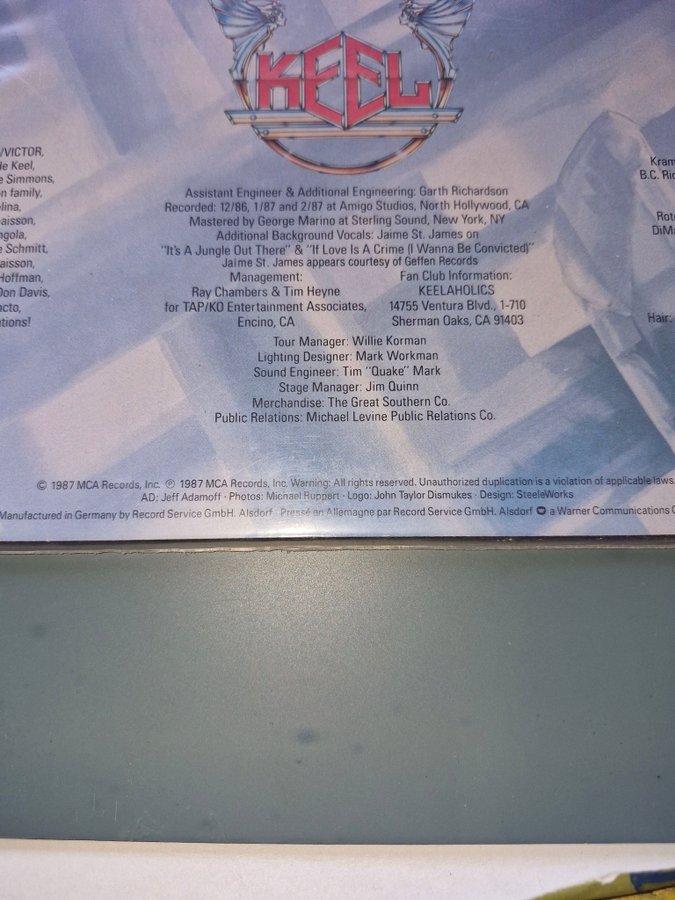 KEEL
/VICTOR,
le Keel,
e Simmons,
n family,
lina,
aisson,
ngola,
e Schmitt,
aisson,
Hoffman,
Don Davis,
ncto,
tions!
Assistant Engineer & Additional Engineering: Garth Richardson
Recorded: 12/86, 1/87 and 2/87 at Amigo Studios, North Hollywood, CA
Mastered by George Marino at Sterling Sound, New York, NY
Additional Background Vocals: Jaime St. James on
"It's A Jungle Out There" & "If Love Is A Crime (I Wanna Be Convicted)"
Jaime St. James appears courtesy of Geffen Records
Management:
Ray Chambers & Tim Heyne
for TAP/KO Entertainment Associates,
Encino, CA
Fan Club Information:
KEELAHOLICS
14755 Ventura Blvd., 1-710
Sherman Oaks, CA 91403
Tour Manager: Willie Korman
Lighting Designer: Mark Workman
Sound Engineer: Tim "Quake" Mark
Stage Manager: Jim Quinn
Merchandise: The Great Southern Co.
Public Relations: Michael Levine Public Relations Co.
Kram
B.C. Ric
Roto
DiMa
Hair:
© 1987 MCA Records, Inc. ℗ 1987 MCA Records, Inc. Warning: All rights reserved. Unauthorized duplication is a violation of applicable laws.
AD: Jeff Adamoff · Photos: Michael Ruppert · Logo: John Taylor Dismukes · Design: SteeleWorks
Manufactured in Germany by Record Service GmbH. Alsdorf · Pressé en Allemagne par Record Service GmbH. Alsdorf a Warner Communications C